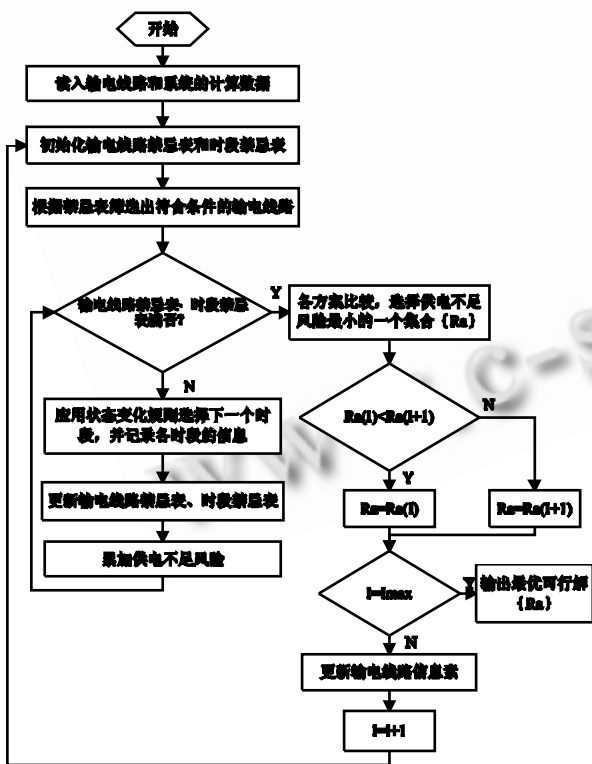 开始
读入输电线路和系统的计算数据
初始化输电线路禁忌表和时段禁忌表
根据禁忌表筛选出符合条件的输电线路
输电线路禁忌表、时段禁忌
表满否?
Y
N
应用状态变化规则选择下一个时
段，并记录各时段的信息
更新输电线路禁忌表、时段禁忌表
累加供电不足风险
各方案比较，选择供电不足
风险最小的一个集合{Ra}
Ra(I)<Ra(I+1)
N
Y
Ra=Ra(I)
Ra=Ra(I+1)
I=Imax
Y
输出最优可行解
{Ra}
N
更新输电线路信息素
I=I+1